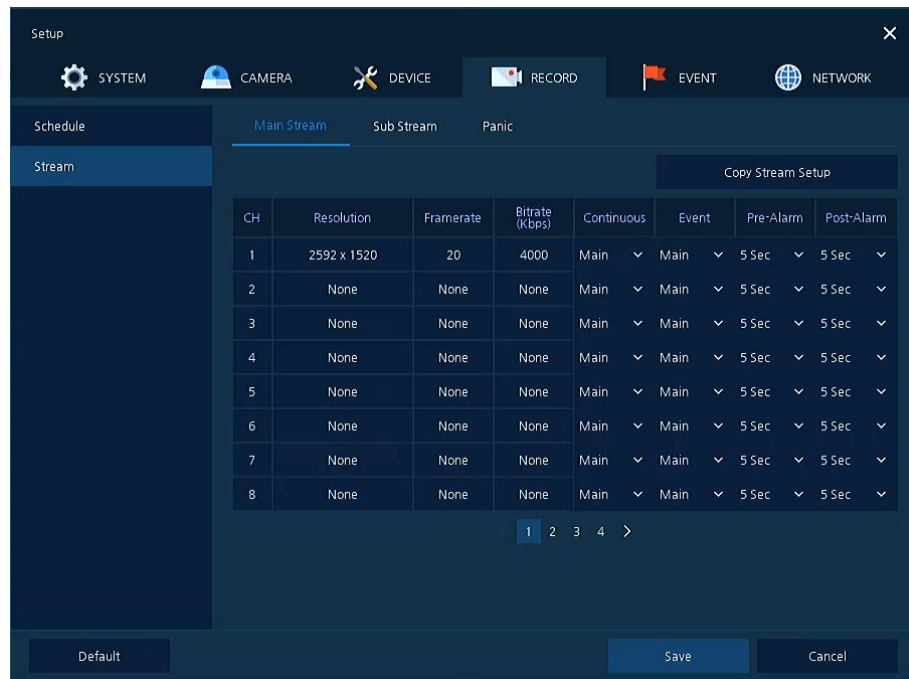 Setup
SYSTEM CAMERA DEVICE RECORD EVENT NETWORK
Schedule
Stream
Main Stream Sub Stream Panic
Copy Stream Setup
CH Resolution Framerate Bitrate (Kbps) Continuous Event Pre-Alarm Post-Alarm
1 2592 x 1520 20 4000 Main Main 5 Sec 5 Sec
2 None None None Main Main 5 Sec 5 Sec
3 None None None Main Main 5 Sec 5 Sec
4 None None None Main Main 5 Sec 5 Sec
5 None None None Main Main 5 Sec 5 Sec
6 None None None Main Main 5 Sec 5 Sec
7 None None None Main Main 5 Sec 5 Sec
8 None None None Main Main 5 Sec 5 Sec
1 2 3 4
Default Save Cancel